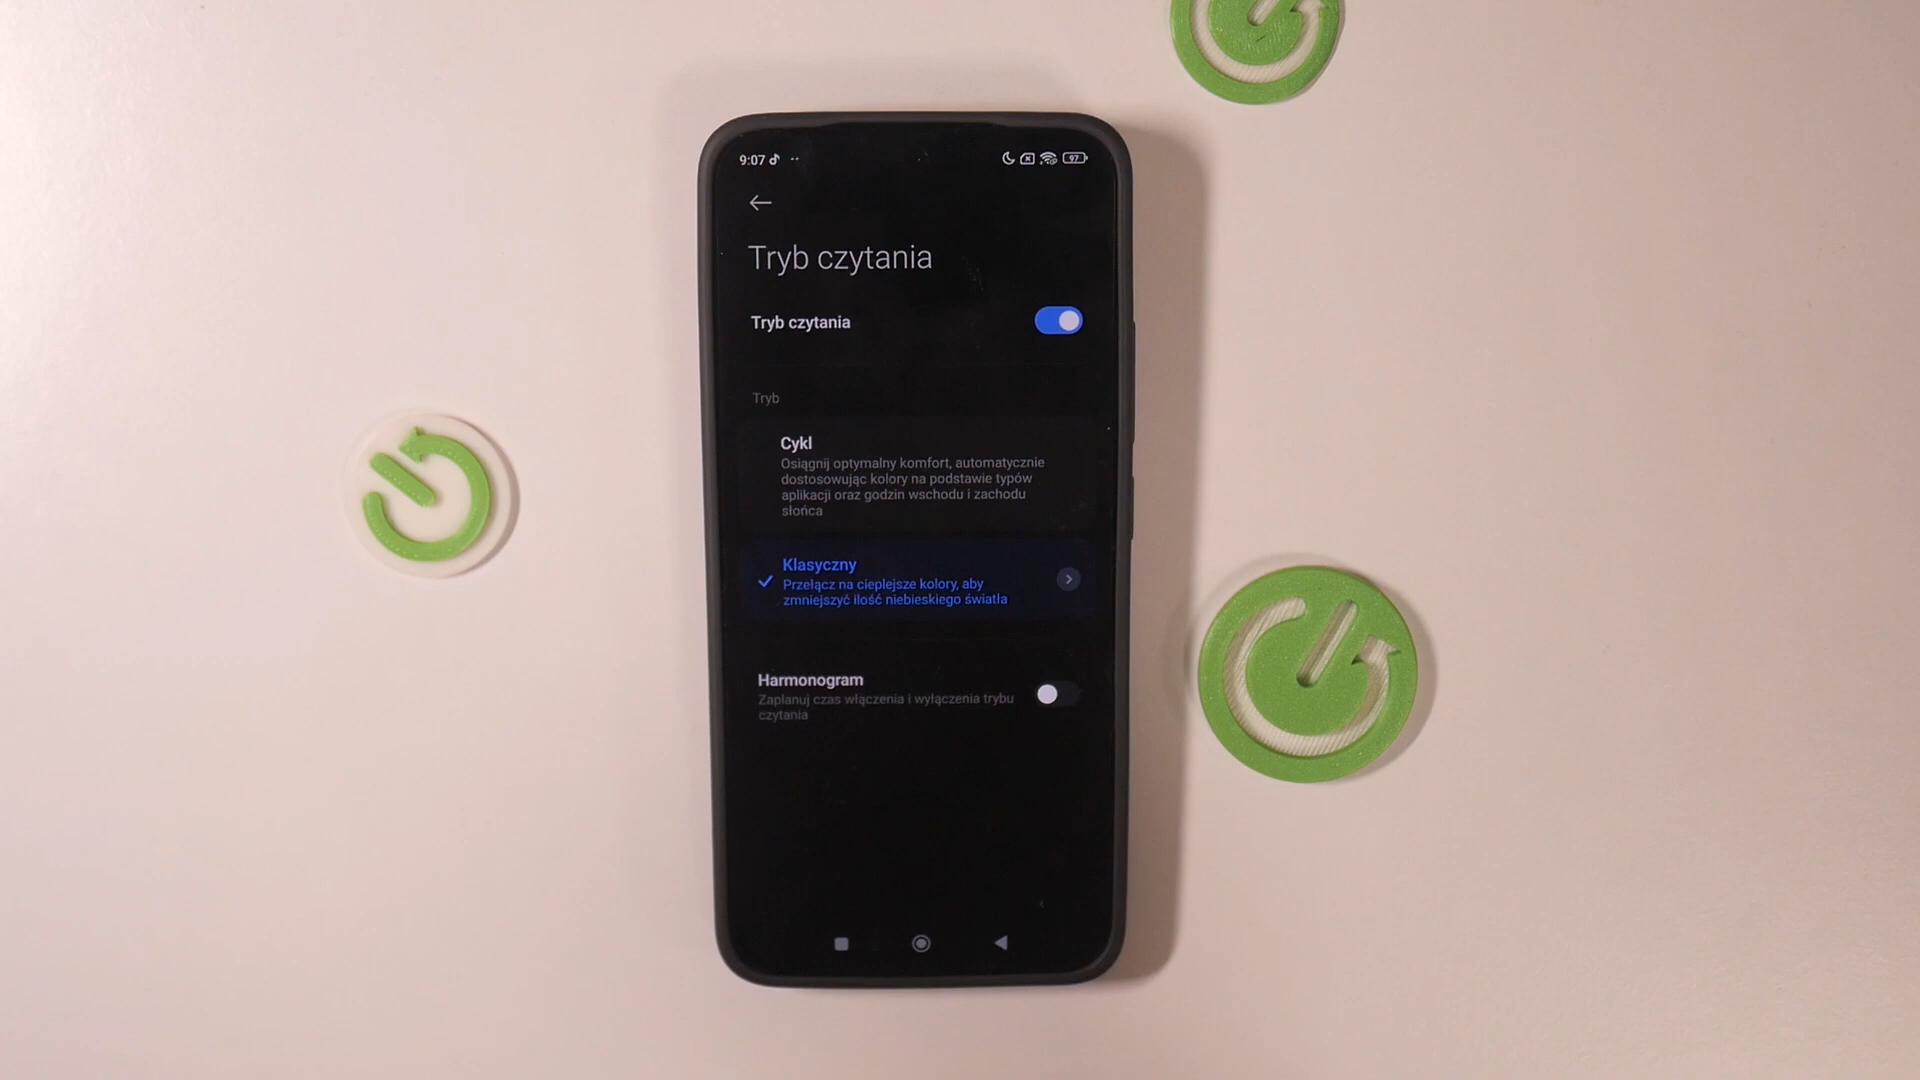 9:07
97
Tryb czytania
Tryb czytania
Tryb
Cykl
Osiągnij optymalny komfort, automatycznie
dostosowując kolory na podstawie typów
aplikacji oraz godzin wschodu i zachodu
słońca
Klasyczny
Przełącz na cieplejsze kolory, aby
zmniejszyć ilość niebieskiego światła
Harmonogram
Zaplanuj czas włączenia i wyłączenia trybu
czytania